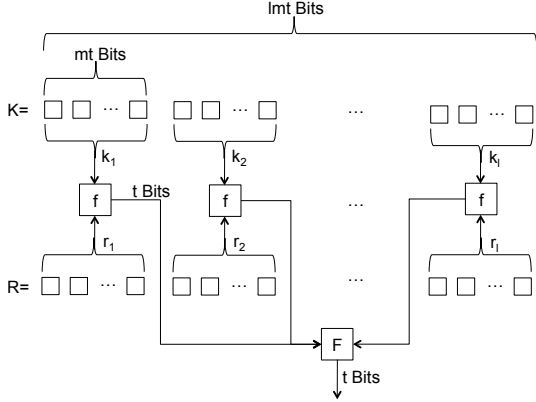 lmt Bits
mt Bits
K= ... ... ... ...
k1 k2 kl
t Bits
f f ... f
r1 r2 rl
R= ... ... ... ...
F
t Bits